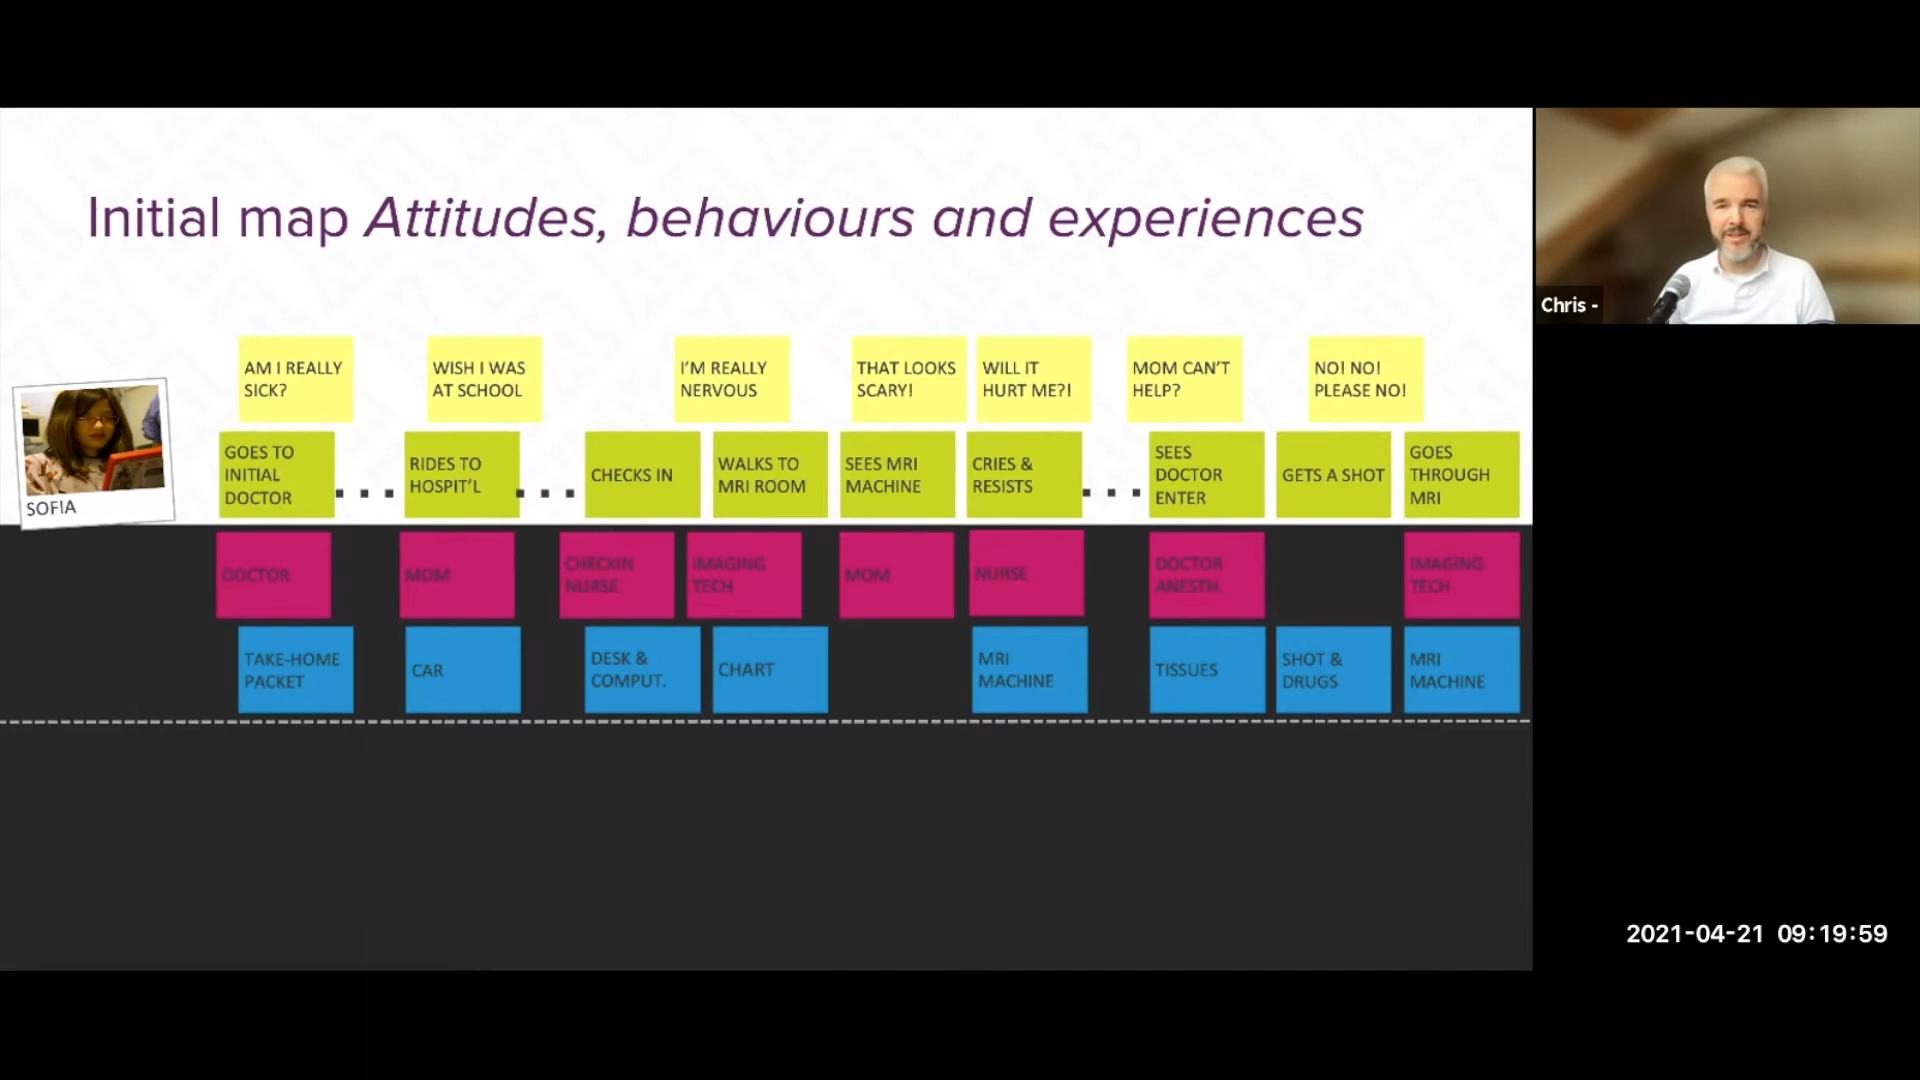 Initial map Attitudes, behaviours and experiences
Chris -
AM I REALLY
SICK?
WISH I WAS
AT SCHOOL
I'M REALLY
NERVOUS
THAT LOOKS
SCARY!
WILL IT
HURT ME?!
MOM CAN'T
HELP?
NO! NO!
PLEASE NO!
SOFIA
GOES TO
INITIAL
DOCTOR
RIDES TO
HOSPIT'L
CHECKS IN
WALKS TO
MRI ROOM
SEES MRI
MACHINE
CRIES &
RESISTS
SEES
DOCTOR
ENTER
GETS A SHOT
GOES
THROUGH
MRI
DOCTOR
MOM
CHECKIN
NURSE
IMAGING
TECH
MOM
NURSE
DOCTOR
ANESTH.
IMAGING
TECH
TAKE-HOME
PACKET
CAR
DESK &
COMPUT.
CHART
MRI
MACHINE
TISSUES
SHOT &
DRUGS
MRI
MACHINE
2021-04-21 09:19:59